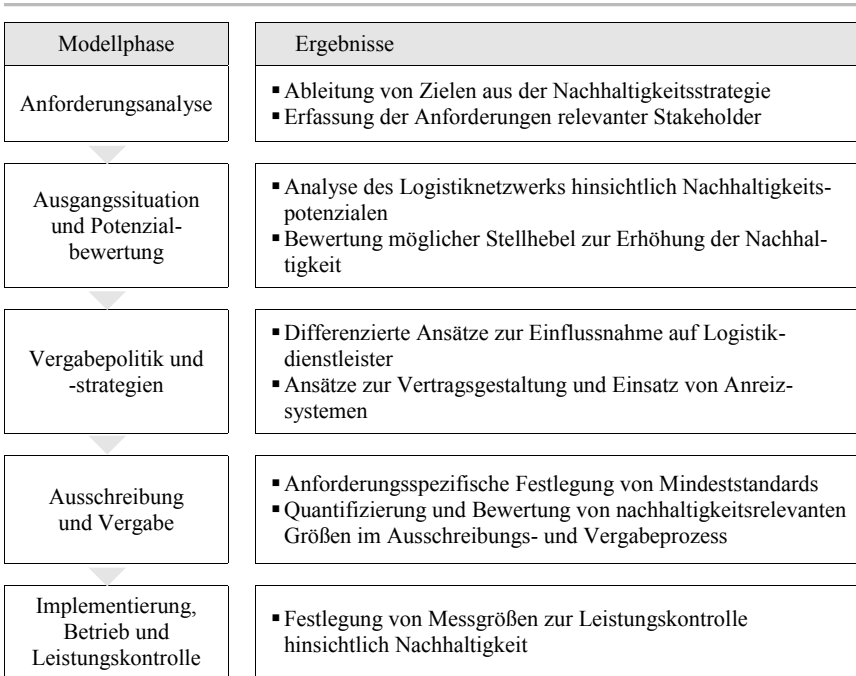 Modellphase
Ergebnisse
Anforderungsanalyse
▪ Ableitung von Zielen aus der Nachhaltigkeitsstrategie
▪ Erfassung der Anforderungen relevanter Stakeholder
Ausgangssituation
und Potenzial-
bewertung
▪ Analyse des Logistiknetzwerks hinsichtlich Nachhaltigkeits-
potenzialen
▪ Bewertung möglicher Stellhebel zur Erhöhung der Nachhal-
tigkeit
Vergabepolitik und
-strategien
▪ Differenzierte Ansätze zur Einflussnahme auf Logistik-
dienstleister
▪ Ansätze zur Vertragsgestaltung und Einsatz von Anreiz-
systemen
Ausschreibung
und Vergabe
▪ Anforderungsspezifische Festlegung von Mindeststandards
▪ Quantifizierung und Bewertung von nachhaltigkeitsrelevanten
Größen im Ausschreibungs- und Vergabeprozess
Implementierung,
Betrieb und
Leistungskontrolle
▪ Festlegung von Messgrößen zur Leistungskontrolle
hinsichtlich Nachhaltigkeit